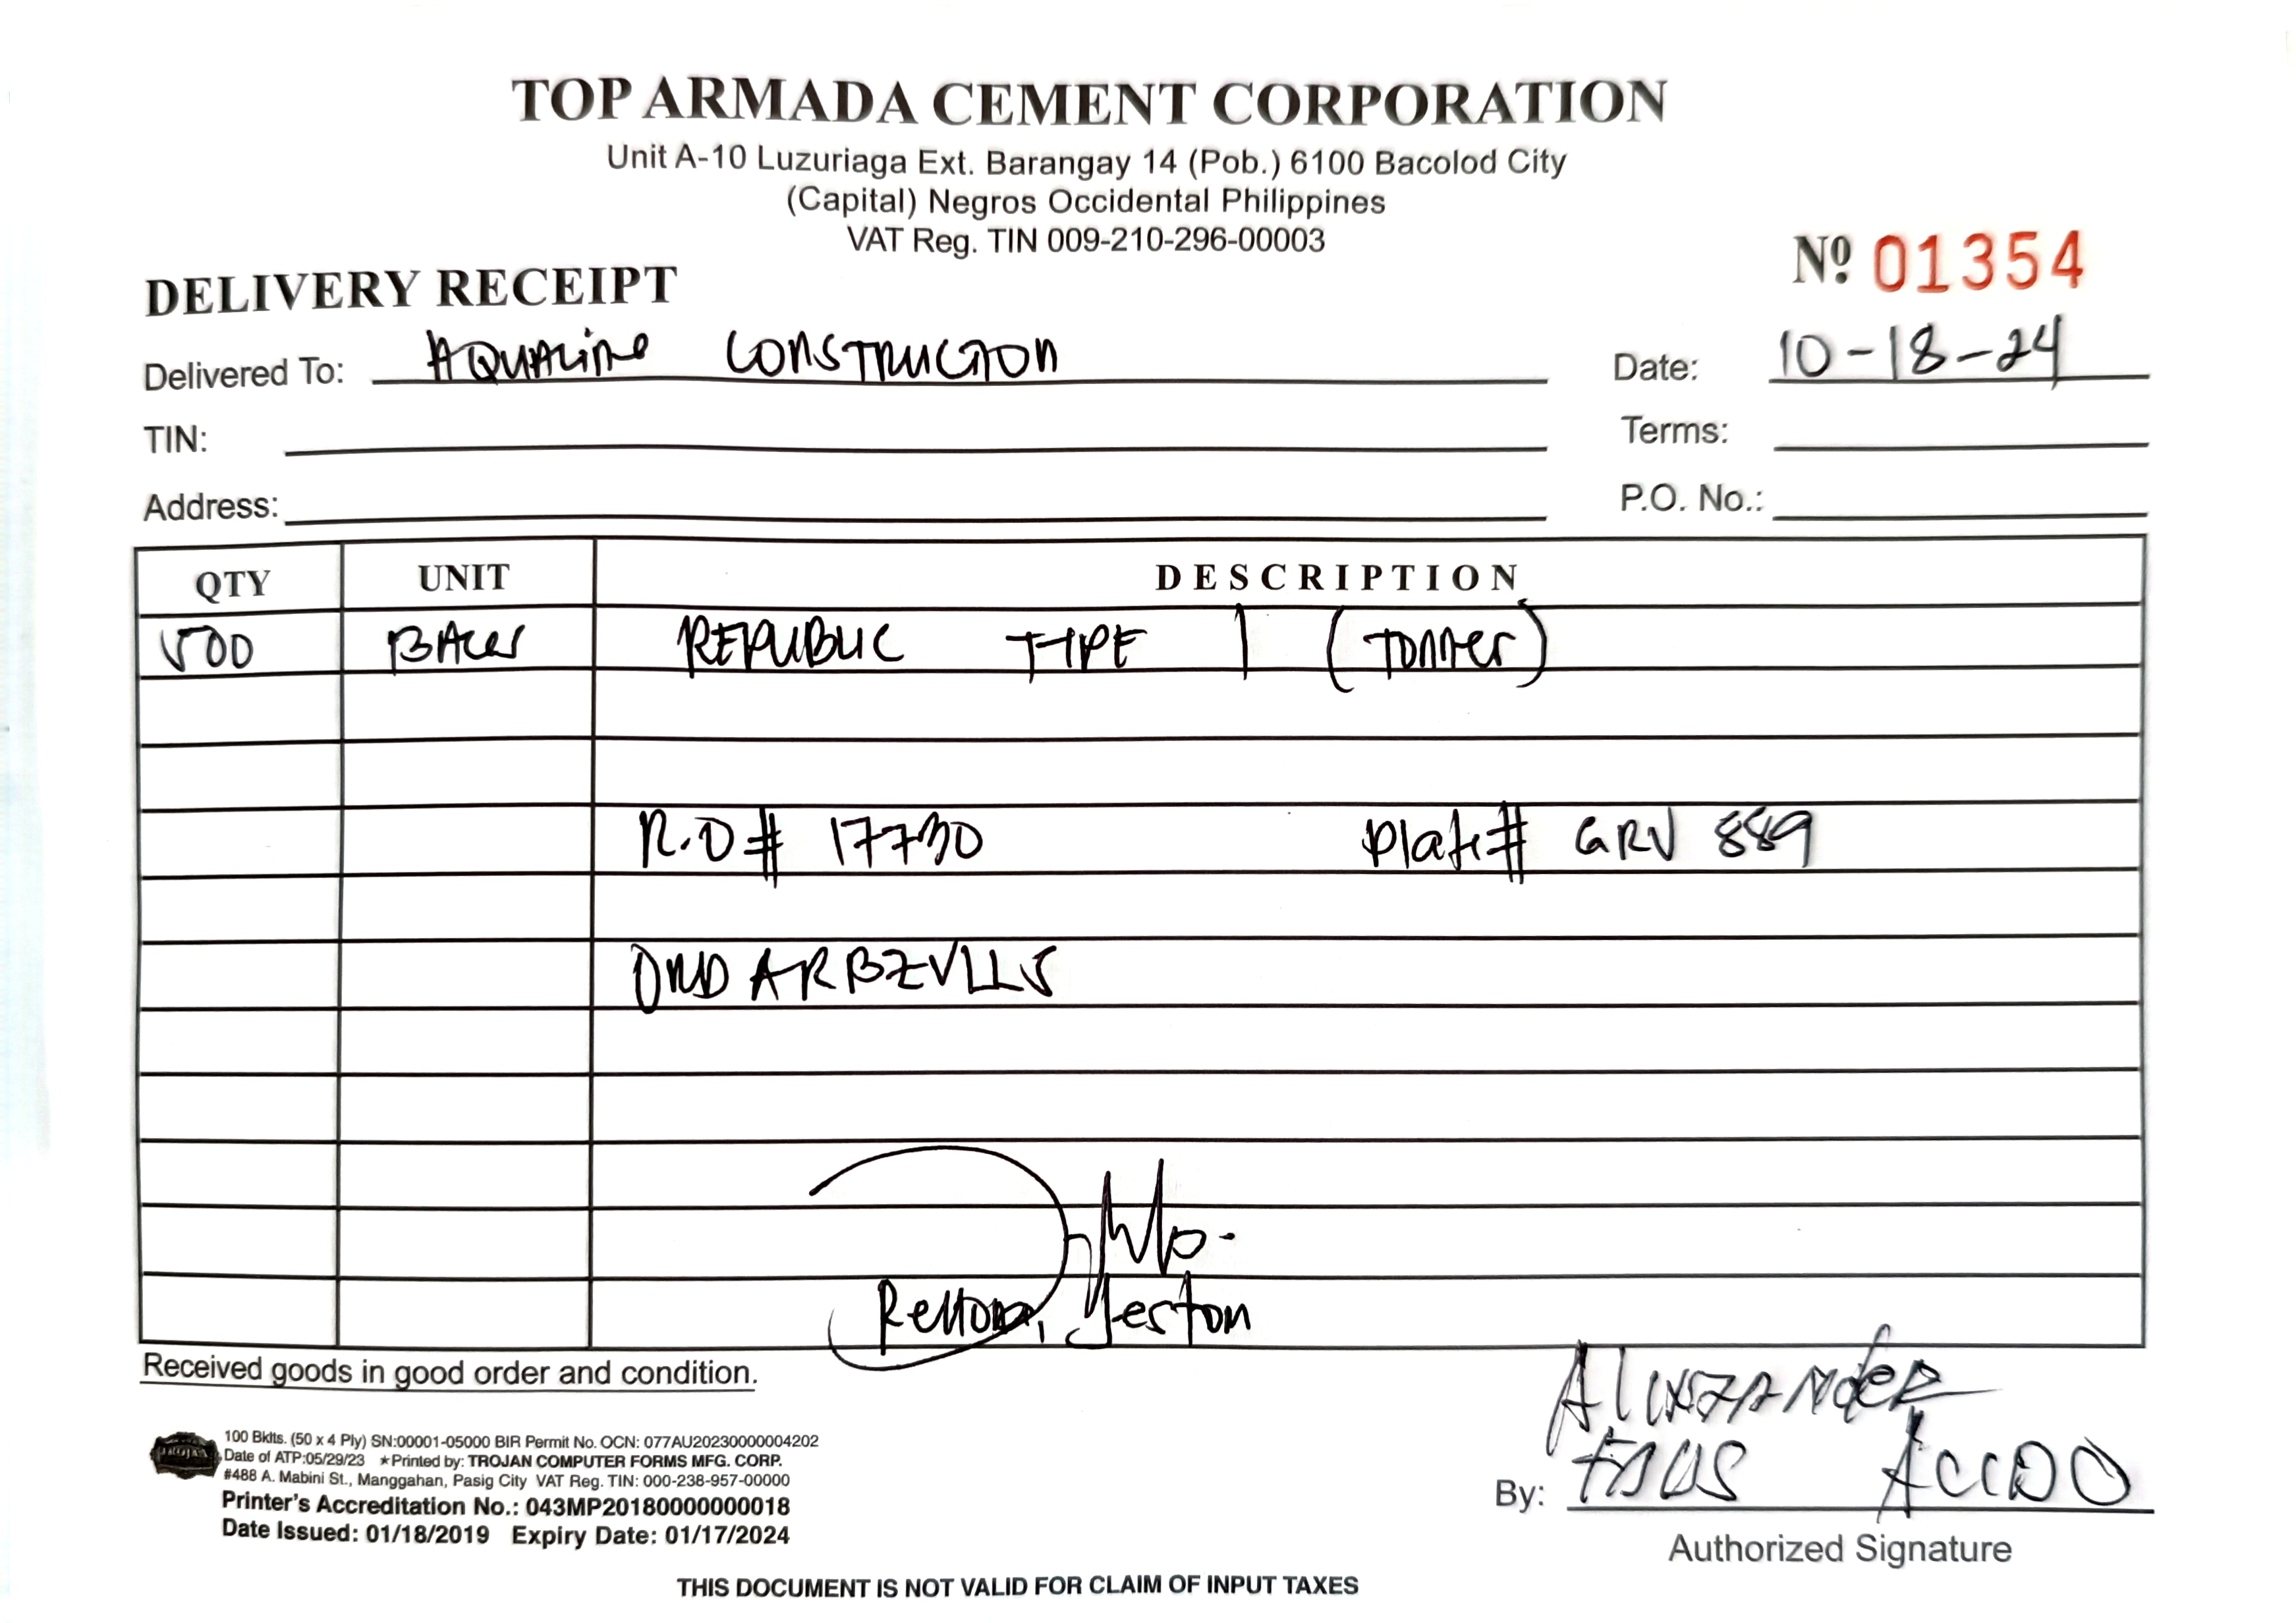 TOP ARMADA CEMENT CORPORATION
Unit A-10 Luzuriaga Ext. Barangay 14 (Pob.) 6100 Bacolod City
(Capital) Negros Occidental Philippines
VAT Reg. TIN 009-210-296-00003
DELIVERY RECEIPT
Nº 01354
Delivered To: AQUALINE CONSTRUCTION
Date: 10-18-24
TIN:
Terms:
Address:
P.O. No.:
QTY UNIT DESCRIPTION
500 BAGS REPUBLIC TYPE 1 (TONNER)
R.O# 17730 Plate# GRV 889
Jeston
Received goods in good order and condition.
TROJAN
100 Bklts. (50 x 4 Ply) SN:00001-05000 BIR Permit No. OCN: 077AU20230000004202
Date of ATP:05/29/23 ★Printed by: TROJAN COMPUTER FORMS MFG. CORP.
#488 A. Mabini St., Manggahan, Pasig City VAT Reg. TIN: 000-238-957-00000
Printer's Accreditation No.: 043MP20180000000018
Date Issued: 01/18/2019 Expiry Date: 01/17/2024
By:
Authorized Signature
THIS DOCUMENT IS NOT VALID FOR CLAIM OF INPUT TAXES